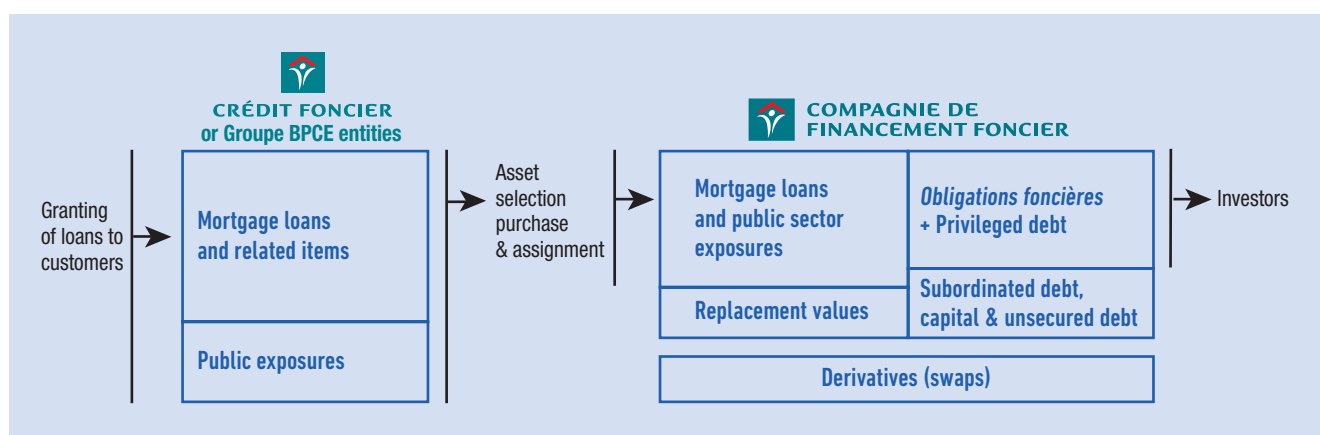 CRÉDIT FONCIER
or Groupe BPCE entities
COMPAGNIE DE
FINANCEMENT FONCIER
Granting
of loans to
customers
Mortgage loans
and related items
Public exposures
Asset
selection
purchase
& assignment
Mortgage loans
and public sector
exposures
Replacement values
Obligations foncières
+ Privileged debt
Subordinated debt,
capital & unsecured debt
Derivatives (swaps)
Investors